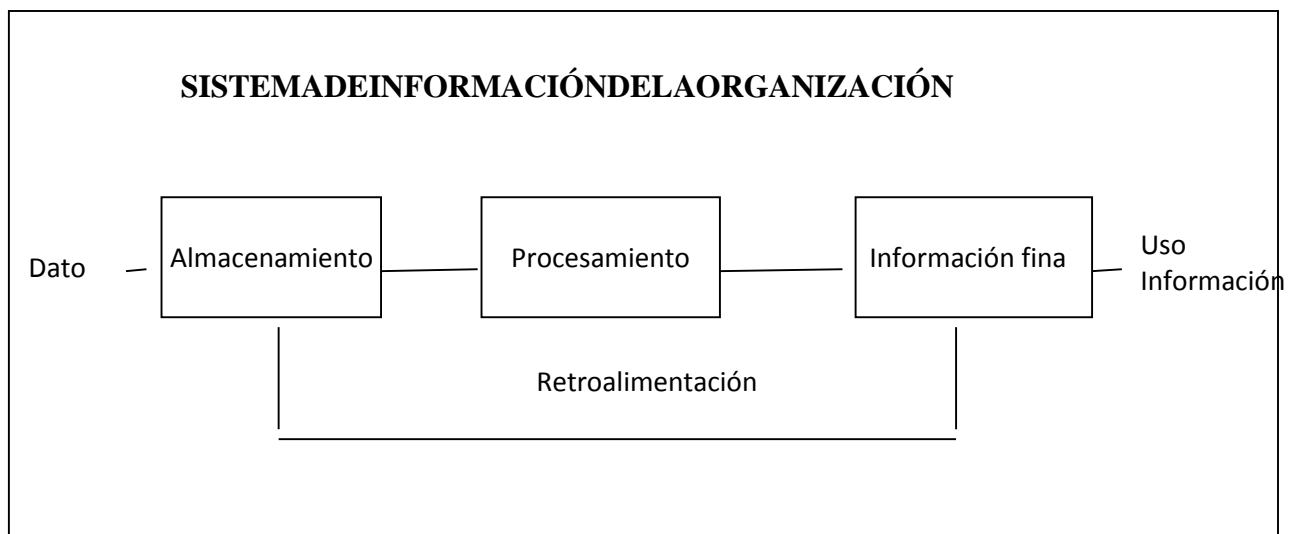 SISTEMADEINFORMACIÓNDELAORGANIZACIÓN
Dato
Almacenamiento
Procesamiento
Información fina
Uso
Información
Retroalimentación